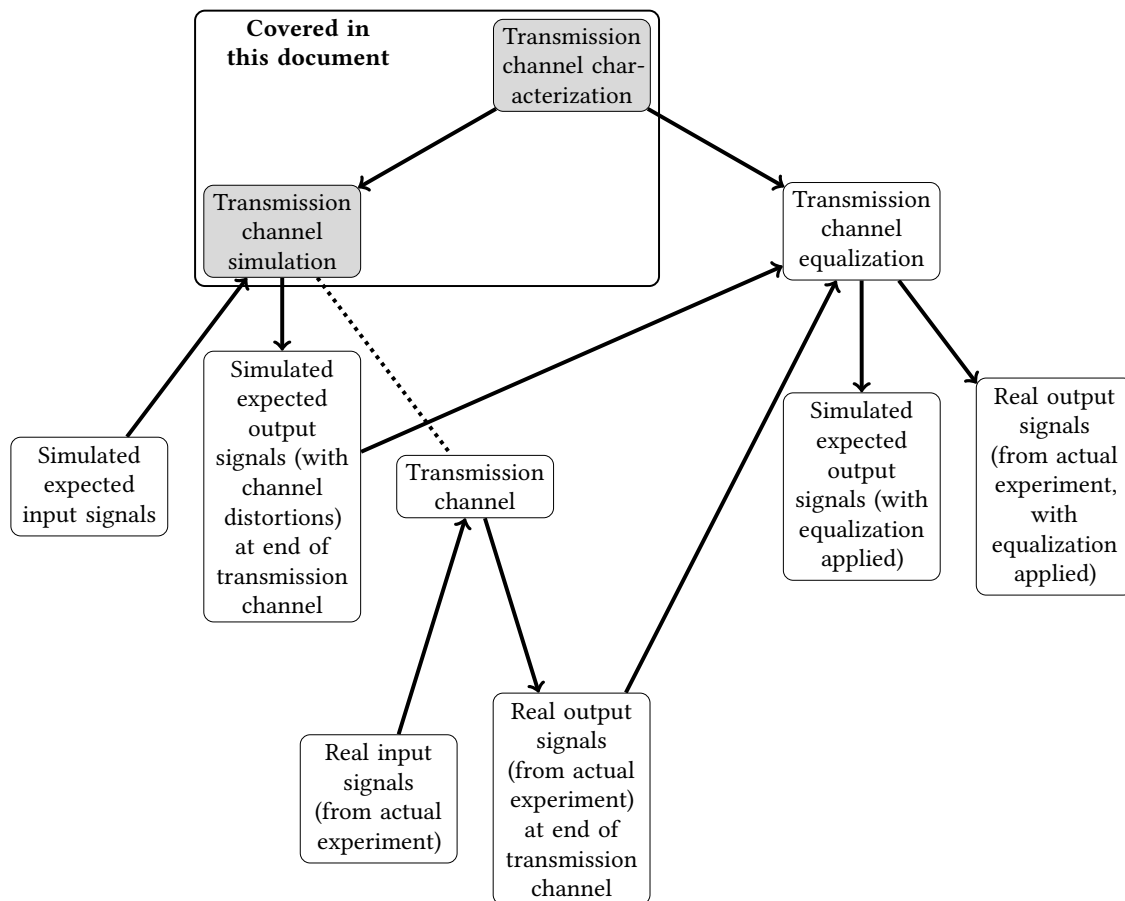 Covered in
this document
Transmission
channel char-
acterization
Transmission
channel
simulation
Transmission
channel
equalization
Simulated
expected
input signals
Simulated
expected
output
signals (with
channel
distortions)
at end of
transmission
channel
Transmission
channel
Simulated
expected
output
signals (with
equalization
applied)
Real output
signals
(from actual
experiment,
with
equalization
applied)
Real input
signals
(from actual
experiment)
Real output
signals
(from actual
experiment)
at end of
transmission
channel